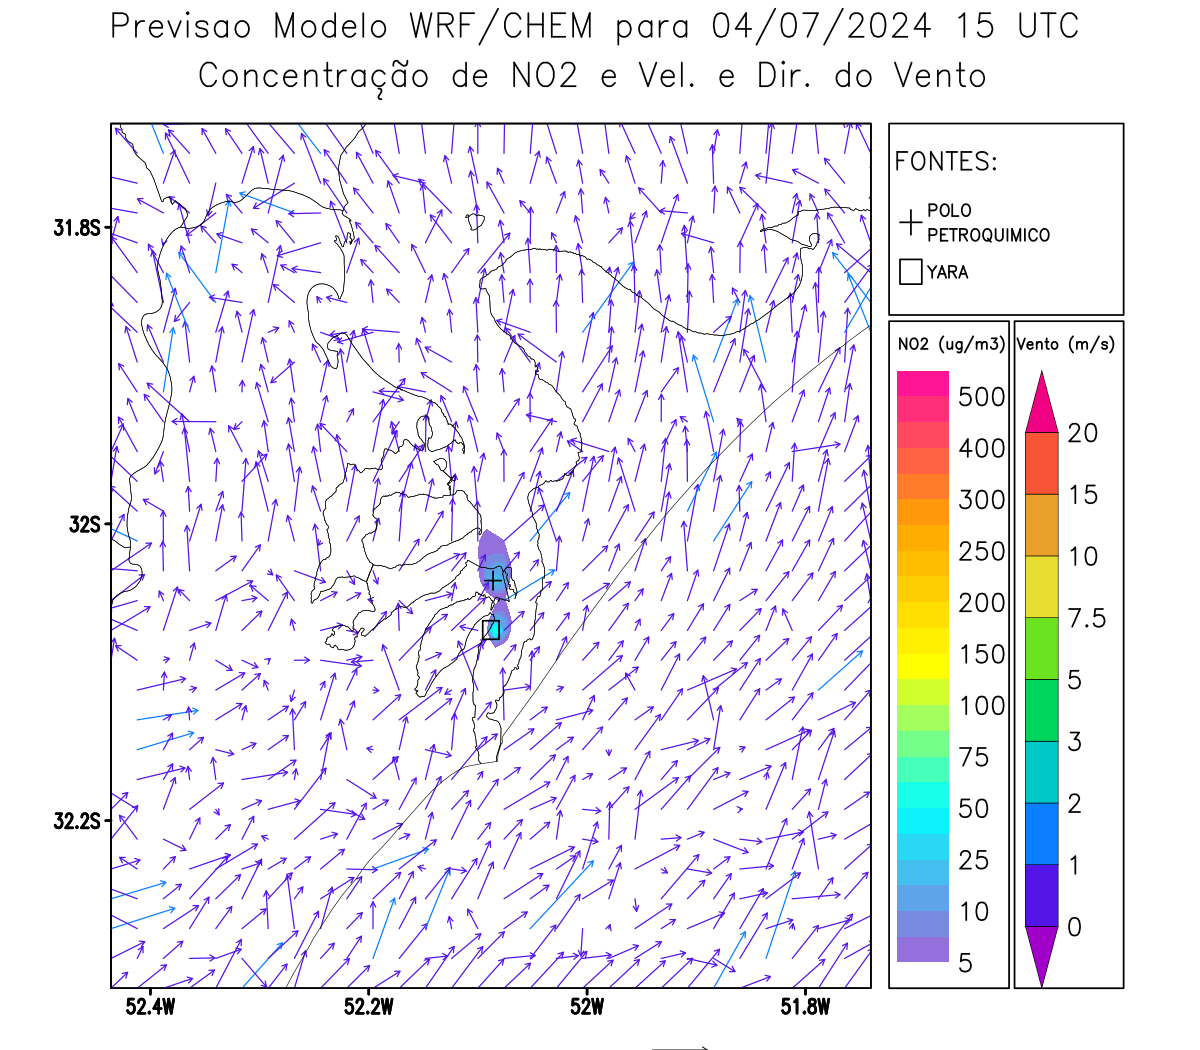 Previsao Modelo WRF/CHEM para 04/07/2024 15 UTC
Concentração de NO2 e Vel. e Dir. do Vento
FONTES:
POLO
PETROQUIMICO
YARA
NO2 (ug/m3)
500
400
300
250
200
150
100
75
50
25
10
5
Vento (m/s)
20
15
10
7.5
5
3
2
1
0
31.8S
32S
32.2S
52.4W
52.2W
52W
51.8W